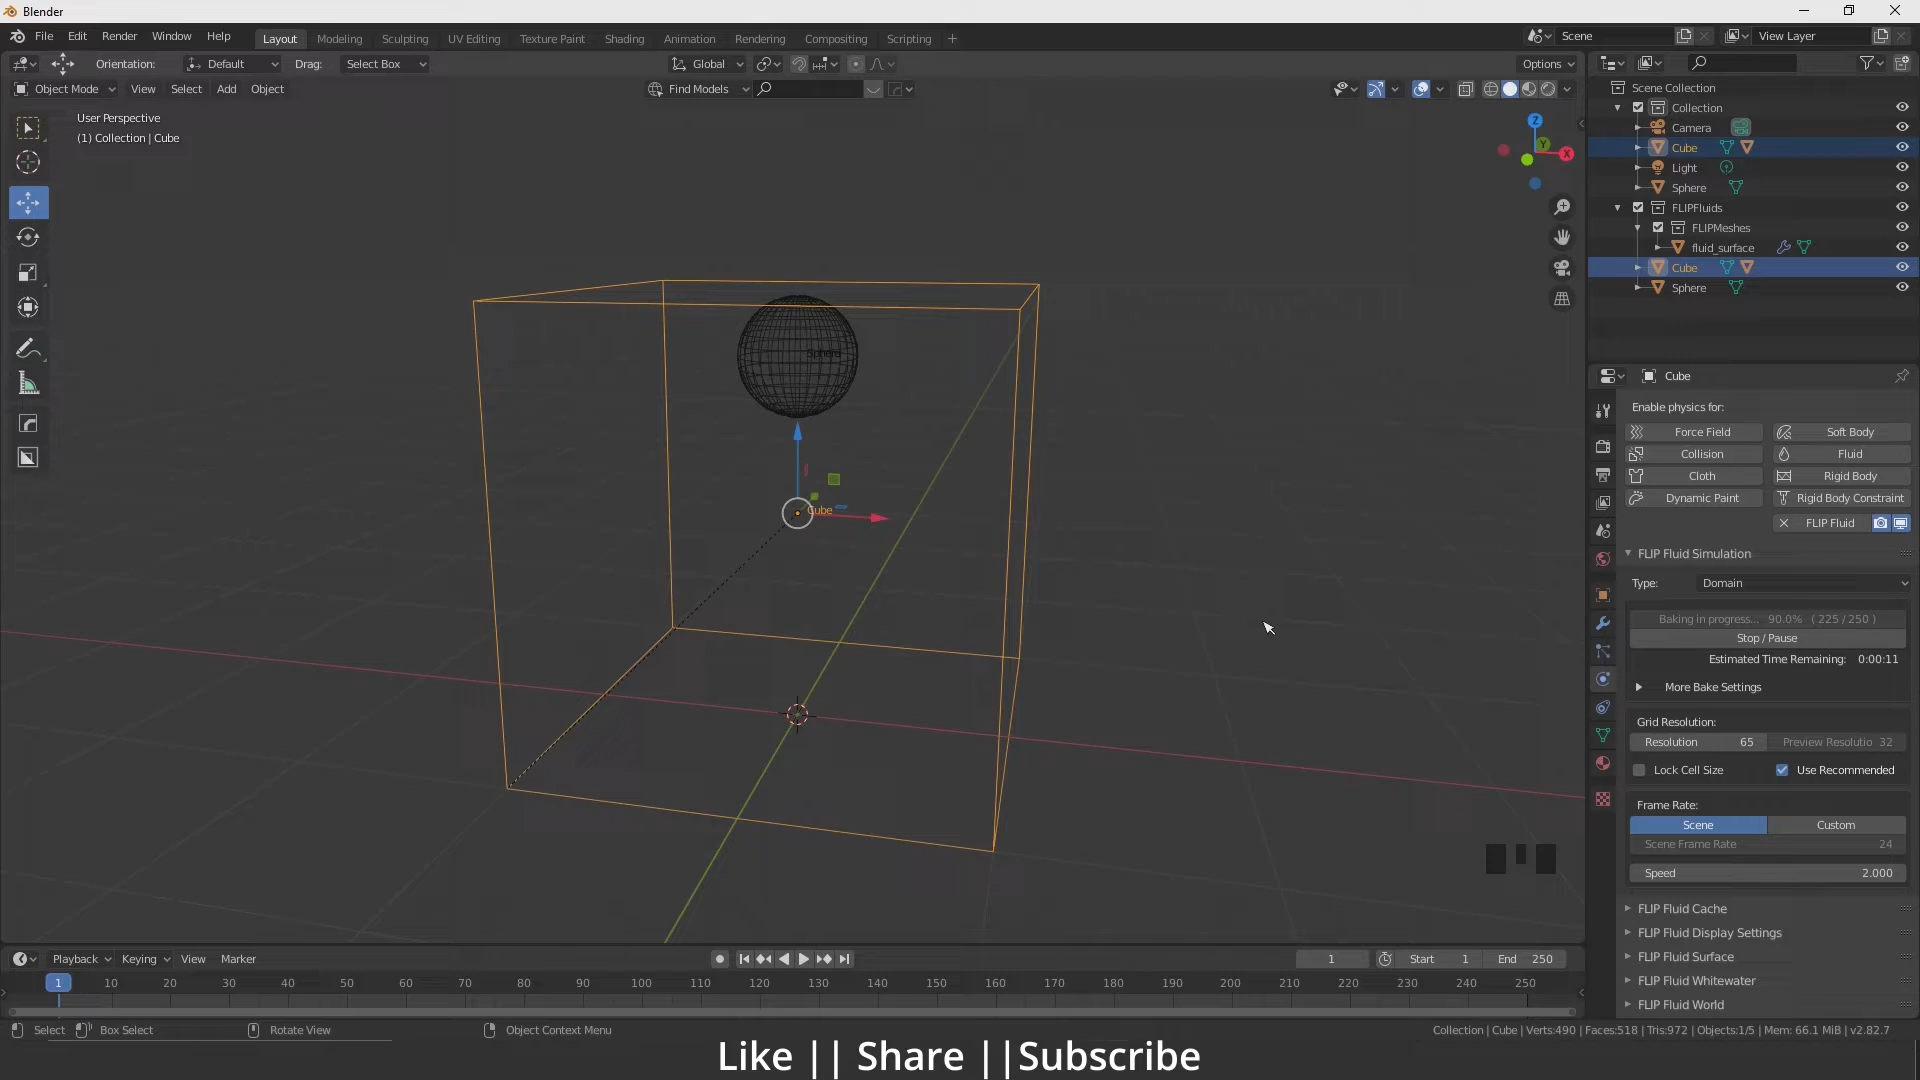 Blender
File Edit Render Window Help Layout Modeling Sculpting UV Editing Texture Paint Shading Animation Rendering Compositing Scripting Scene View Layer
Orientation: Default Drag: Select Box Global Options
Object Mode View Select Add Object Find Models
User Perspective
(1) Collection | Cube
Z
Y
X
Sphere
Cube
Scene Collection
Collection
Camera
Cube
Light
Sphere
FLIPFluids
FLIPMeshes
fluid_surface
Cube
Sphere
Cube
Enable physics for:
Force Field Soft Body
Collision Fluid
Cloth Rigid Body
Dynamic Paint Rigid Body Constraint
FLIP Fluid
FLIP Fluid Simulation
Type: Domain
Baking in progress... 90.0% ( 225 / 250 )
Stop / Pause
Estimated Time Remaining: 0:00:11
More Bake Settings
Grid Resolution:
Resolution 65 Preview Resolutio 32
Lock Cell Size Use Recommended
Frame Rate:
Scene Custom
Scene Frame Rate 24
Speed 2.000
FLIP Fluid Cache
FLIP Fluid Display Settings
FLIP Fluid Surface
FLIP Fluid Whitewater
FLIP Fluid World
Playback Keying View Marker 1 Start 1 End 250
1 10 20 30 40 50 60 70 80 90 100 110 120 130 140 150 160 170 180 190 200 210 220 230 240 250
Select Box Select Rotate View Object Context Menu Collection | Cube | Verts:490 | Faces:518 | Tris:972 | Objects:1/5 | Mem: 66.1 MiB | v2.82.7
Like || Share ||Subscribe